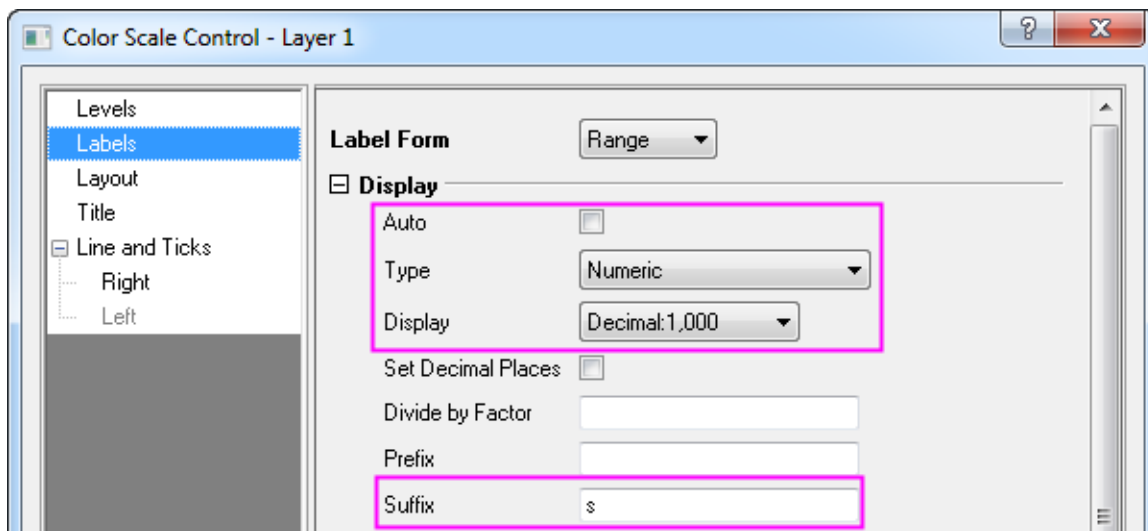 Color Scale Control - Layer 1
Levels
Labels
Layout
Title
Line and Ticks
Right
Left
Label Form Range
Display
Auto
Type Numeric
Display Decimal:1,000
Set Decimal Places
Divide by Factor
Prefix
Suffix s